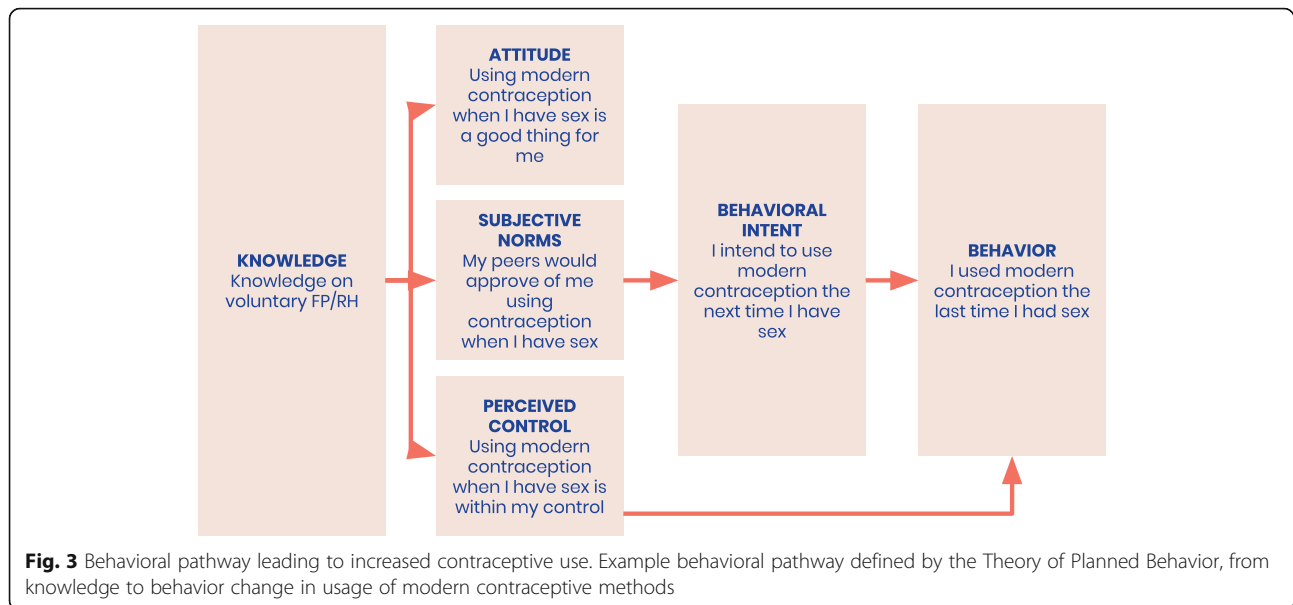 KNOWLEDGE
Knowledge on
voluntary FP/RH
ATTITUDE
Using modern
contraception
when I have sex is
a good thing for
me
SUBJECTIVE
NORMS
My peers would
approve of me
using
contraception
when I have sex
PERCEIVED
CONTROL
Using modern
contraception
when I have sex is
within my control
BEHAVIORAL
INTENT
I intend to use
modern
contraception the
next time I have
sex
BEHAVIOR
I used modern
contraception the
last time I had sex
Fig. 3 Behavioral pathway leading to increased contraceptive use. Example behavioral pathway defined by the Theory of Planned Behavior, from
knowledge to behavior change in usage of modern contraceptive methods